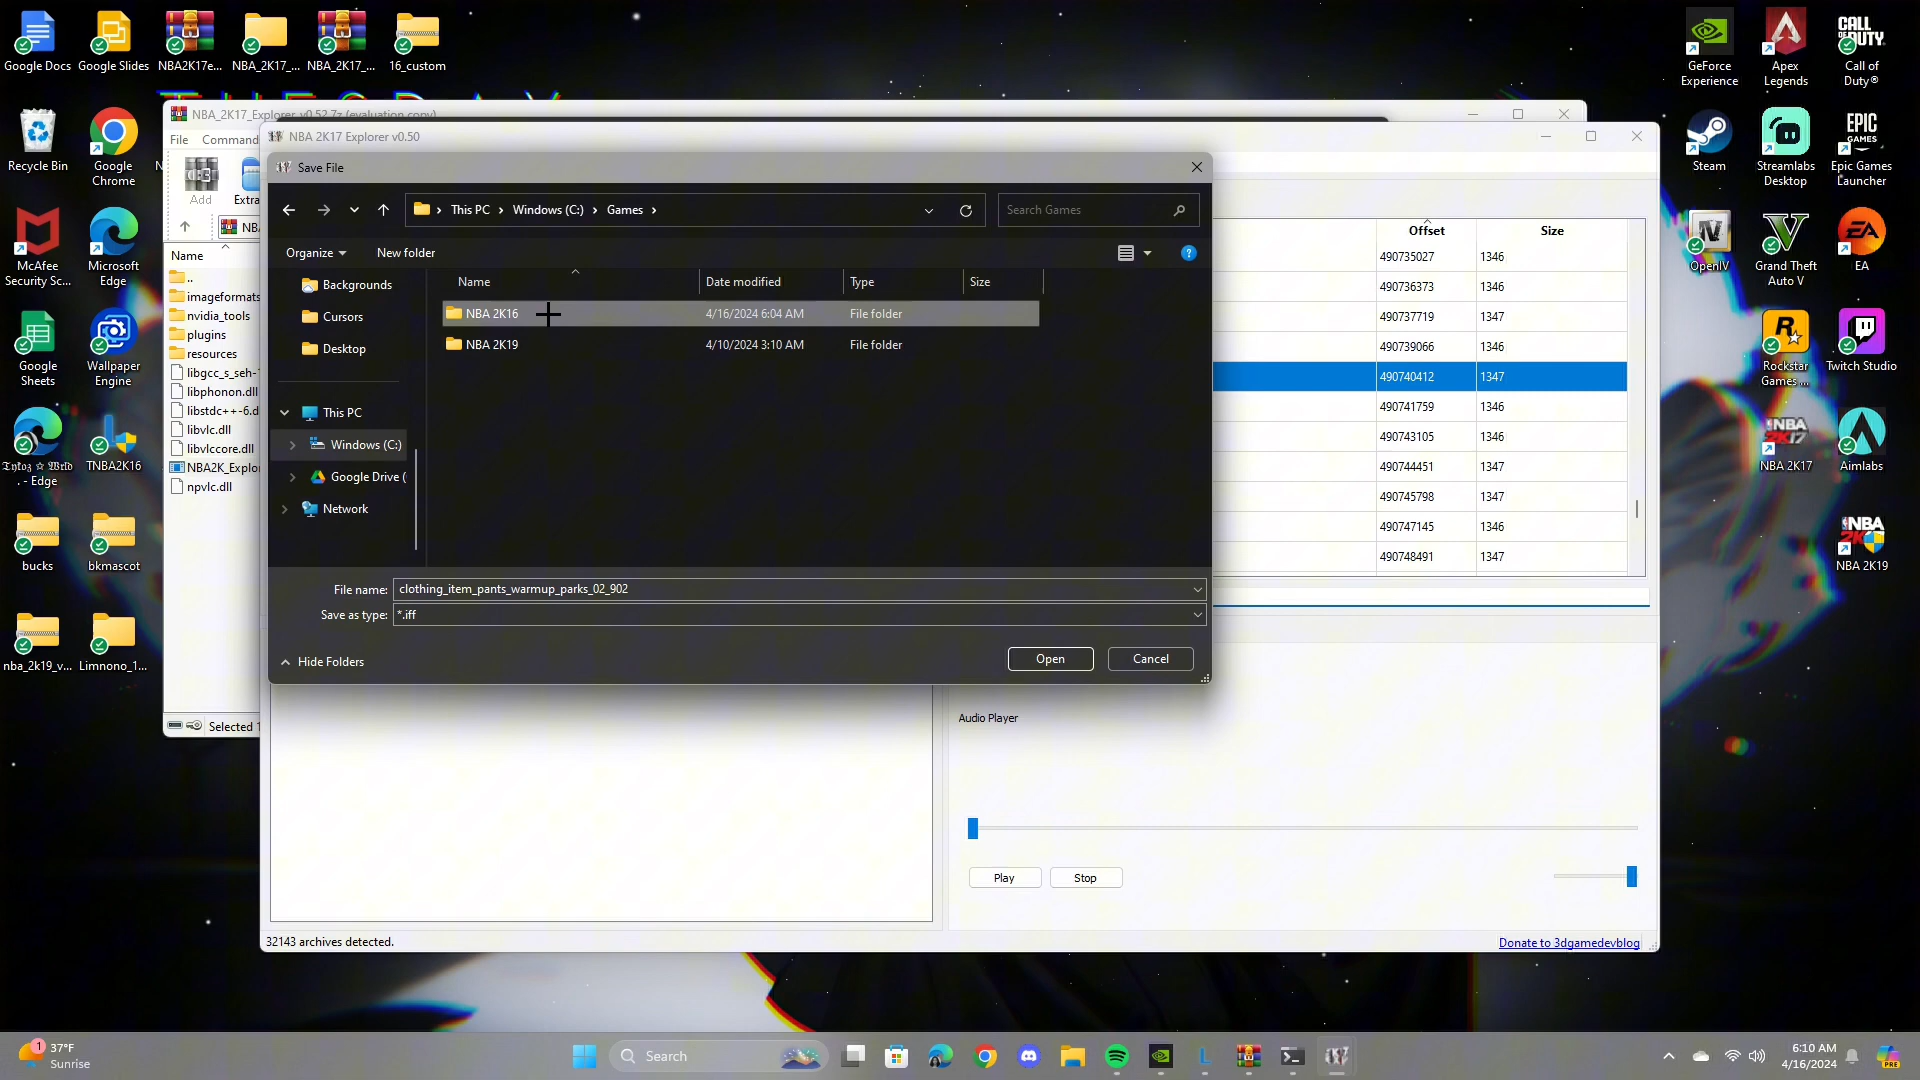 Google Docs
Google Slides
NBA2K17e...
NBA_2K17_...
NBA_2K17_...
16_custom
GeForce Experience
Apex Legends
Call of Duty®
Recycle Bin
Google Chrome
Steam
Streamlabs Desktop
Epic Games Launcher
McAfee Security Sc...
Microsoft Edge
OpenIV
Grand Theft Auto V
EA
Google Sheets
Wallpaper Engine
Rockstar Games ...
Twitch Studio
. - Edge
TNBA2K16
NBA 2K17
Aimlabs
bucks
bkmascot
NBA 2K19
nba_2k19_v...
Limnono_1...
NBA_2K17_Explorer_v0.52.7z (evaluation copy)
File Command
Add Extra
Name
..
imageformats
nvidia_tools
plugins
resources
libgcc_s_seh-
libphonon.dll
libstdc++-6.d
libvlc.dll
libvlccore.dll
NBA2K_Explo
npvlc.dll
Selected
NBA 2K17 Explorer v0.50
Save File
This PC > Windows (C:) > Games >
Search Games
Organize New folder
Backgrounds
Cursors
Desktop
This PC
Windows (C:)
Google Drive (
Network
Name Date modified Type Size
NBA 2K16 4/16/2024 6:04 AM File folder
NBA 2K19 4/10/2024 3:10 AM File folder
File name: clothing_item_pants_warmup_parks_02_902
Save as type: *.iff
Hide Folders Open Cancel
Offset Size
490735027 1346
490736373 1346
490737719 1347
490739066 1346
490740412 1347
490741759 1346
490743105 1346
490744451 1347
490745798 1347
490747145 1346
490748491 1347
Audio Player
Play Stop
32143 archives detected.
Donate to 3dgamedevblog
1
37°F
Sunrise
Search
6:10 AM
4/16/2024
PRE